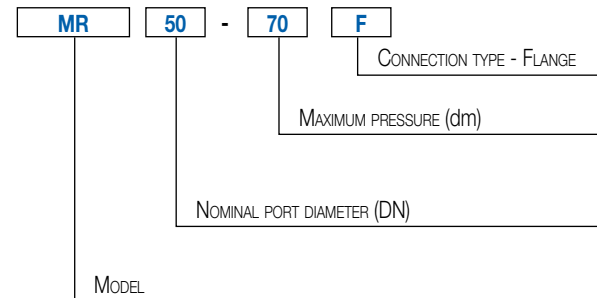 MR 50 - 70 F
Connection type - Flange
Maximum pressure (dm)
Nominal port diameter (DN)
Model